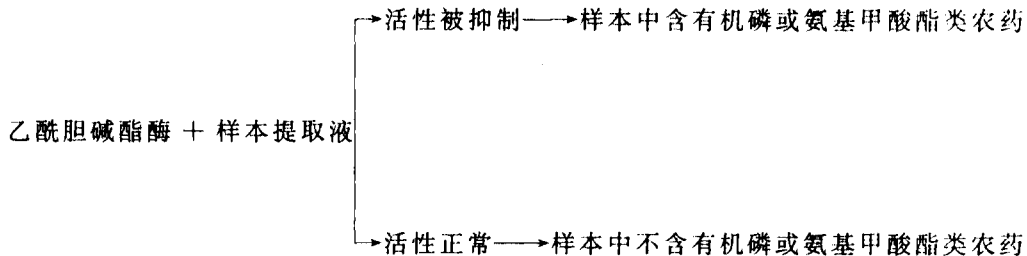 活性被抑制 → 样本中含有机磷或氨基甲酸酯类农药
乙酰胆碱酯酶 + 样本提取液
活性正常 → 样本中不含有机磷或氨基甲酸酯类农药